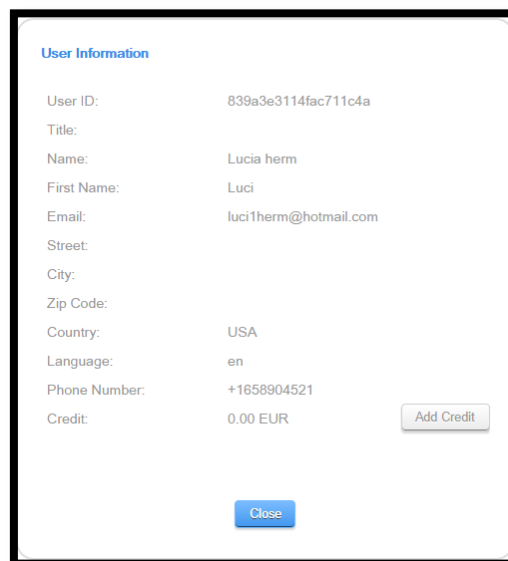 User Information
User ID: 839a3e3114fac711c4a
Title:
Name: Lucia herm
First Name: Luci
Email: luci1herm@hotmail.com
Street:
City:
Zip Code:
Country: USA
Language: en
Phone Number: +1658904521
Credit: 0.00 EUR Add Credit
Close